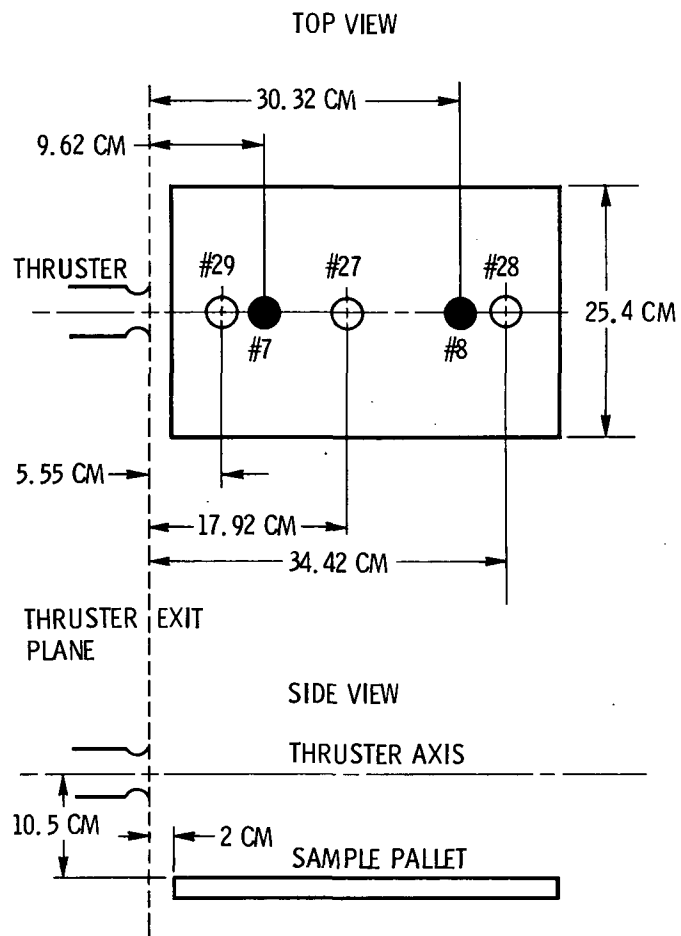 TOP VIEW
30.32 CM
9.62 CM
THRUSTER
#29
#27
#28
25.4 CM
#7
#8
5.55 CM
17.92 CM
34.42 CM
THRUSTER EXIT
PLANE
SIDE VIEW
THRUSTER AXIS
10.5 CM
2 CM
SAMPLE PALLET